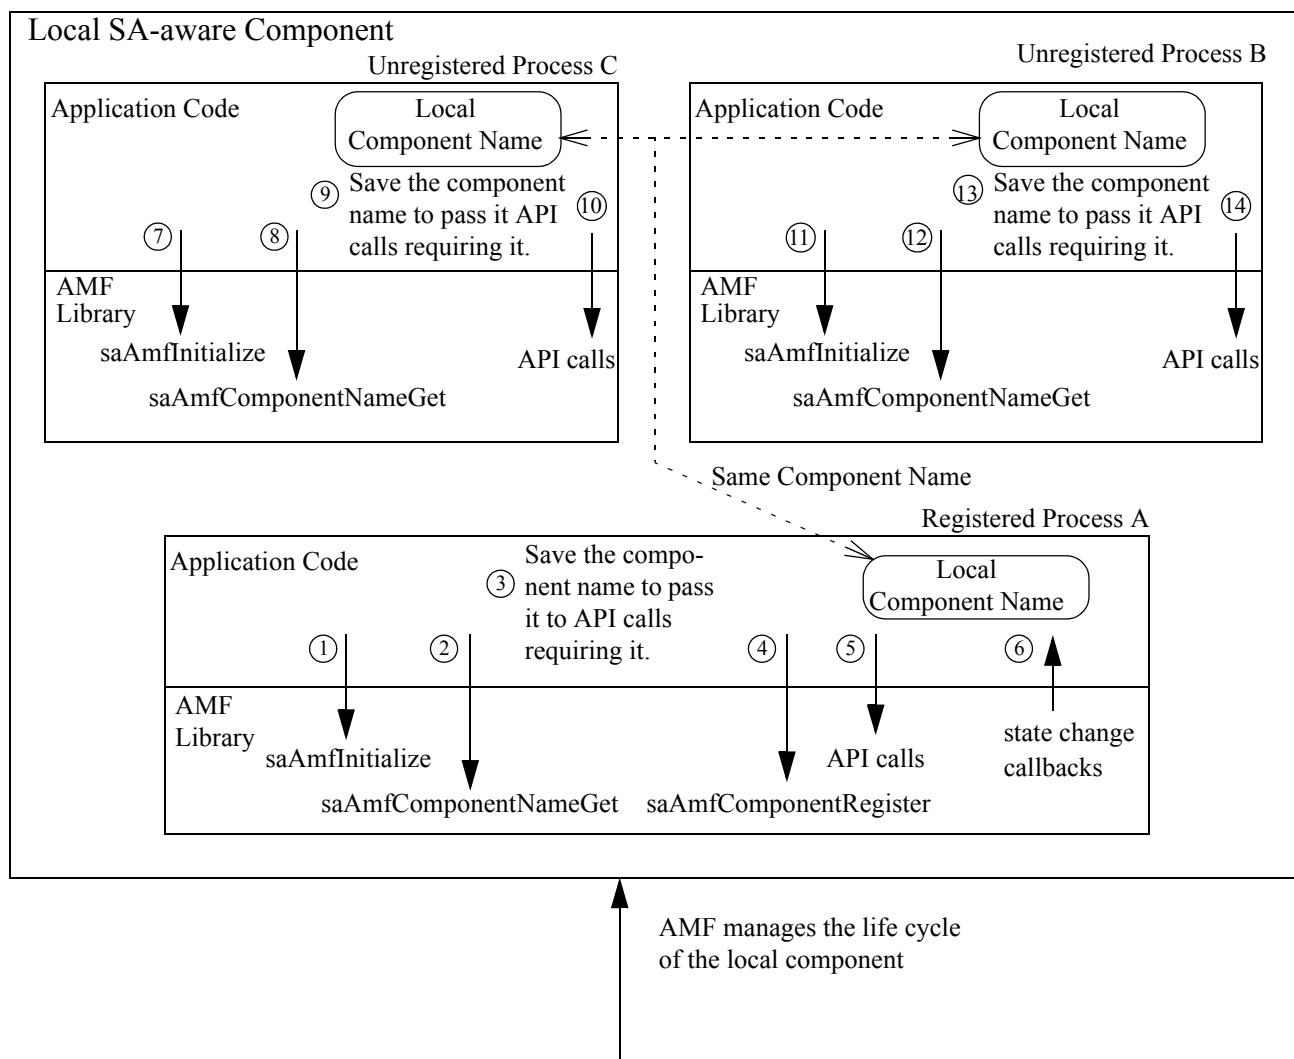 Local SA-aware Component
Unregistered Process C
Application Code
Local
Component Name
9
Save the component
name to pass it API
calls requiring it.
7
8
10
AMF
Library
saAmfInitialize
saAmfComponentNameGet
API calls
Unregistered Process B
Application Code
Local
Component Name
13
Save the component
name to pass it API
calls requiring it.
11
12
14
AMF
Library
saAmfInitialize
saAmfComponentNameGet
API calls
Same Component Name
Registered Process A
Application Code
3
Save the compo-
nent name to pass
it to API calls
requiring it.
Local
Component Name
1
2
4
5
6
AMF
Library
saAmfInitialize
saAmfComponentNameGet
saAmfComponentRegister
API calls
state change
callbacks
AMF manages the life cycle
of the local component